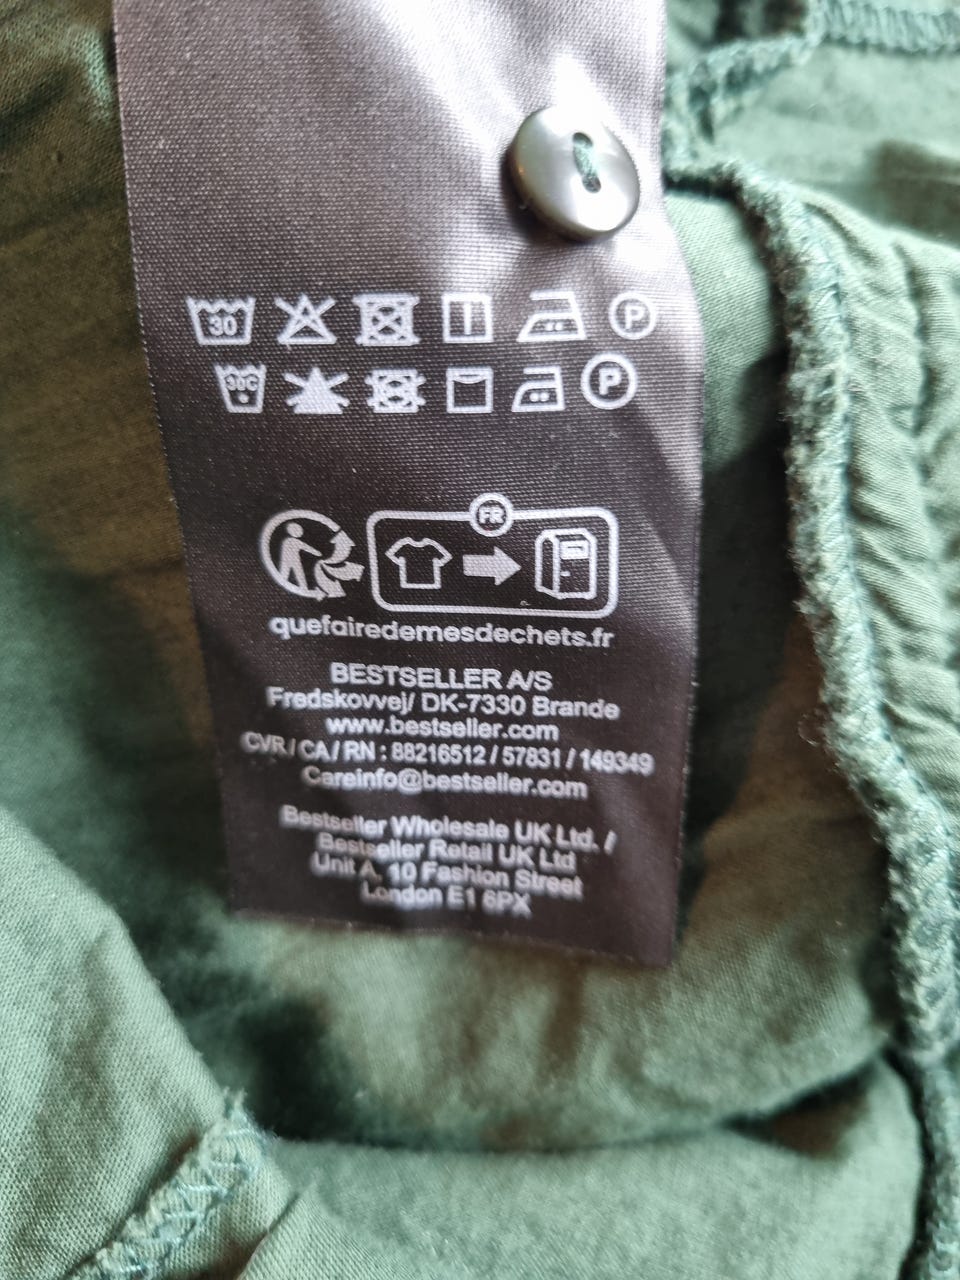 30 P
30C P
FR
quefairedemesdechets.fr
BESTSELLER A/S
Fredskovvej/ DK-7330 Brande
www.bestseller.com
CVR / CA / RN : 88216512 / 57831 / 149349
Careinfo@bestseller.com
Bestseller Wholesale UK Ltd. /
Bestseller Retail UK Ltd
Unit A, 10 Fashion Street
London E1 6PX